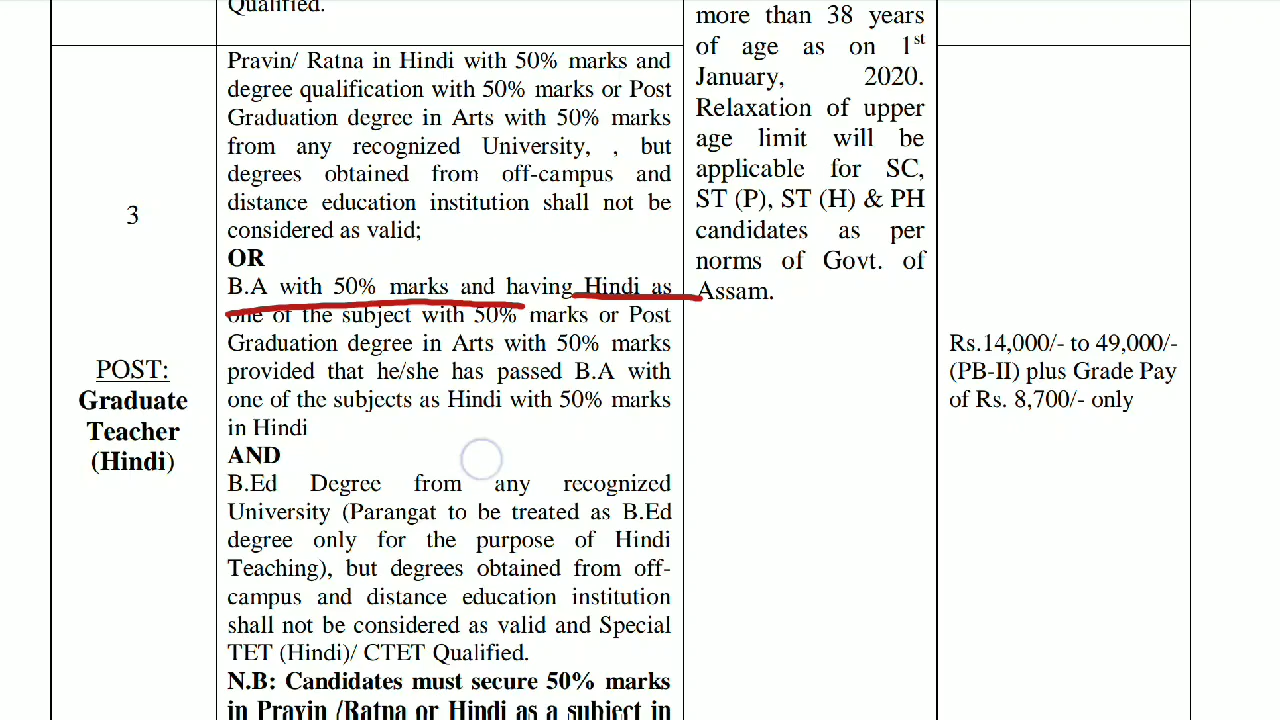 Qualified.
3
POST:
Graduate
Teacher
(Hindi)
Pravin/ Ratna in Hindi with 50% marks and
degree qualification with 50% marks or Post
Graduation degree in Arts with 50% marks
from any recognized University, , but
degrees obtained from off-campus and
distance education institution shall not be
considered as valid;
OR
B.A with 50% marks and having Hindi as
one of the subject with 50% marks or Post
Graduation degree in Arts with 50% marks
provided that he/she has passed B.A with
one of the subjects as Hindi with 50% marks
in Hindi
AND
B.Ed Degree from any recognized
University (Parangat to be treated as B.Ed
degree only for the purpose of Hindi
Teaching), but degrees obtained from off-
campus and distance education institution
shall not be considered as valid and Special
TET (Hindi)/ CTET Qualified.
N.B: Candidates must secure 50% marks
in Pravin /Ratna or Hindi as a subject in
more than 38 years
of age as on 1st
January, 2020.
Relaxation of upper
age limit will be
applicable for SC,
ST (P), ST (H) & PH
candidates as per
norms of Govt. of
Assam.
Rs.14,000/- to 49,000/-
(PB-II) plus Grade Pay
of Rs. 8,700/- only